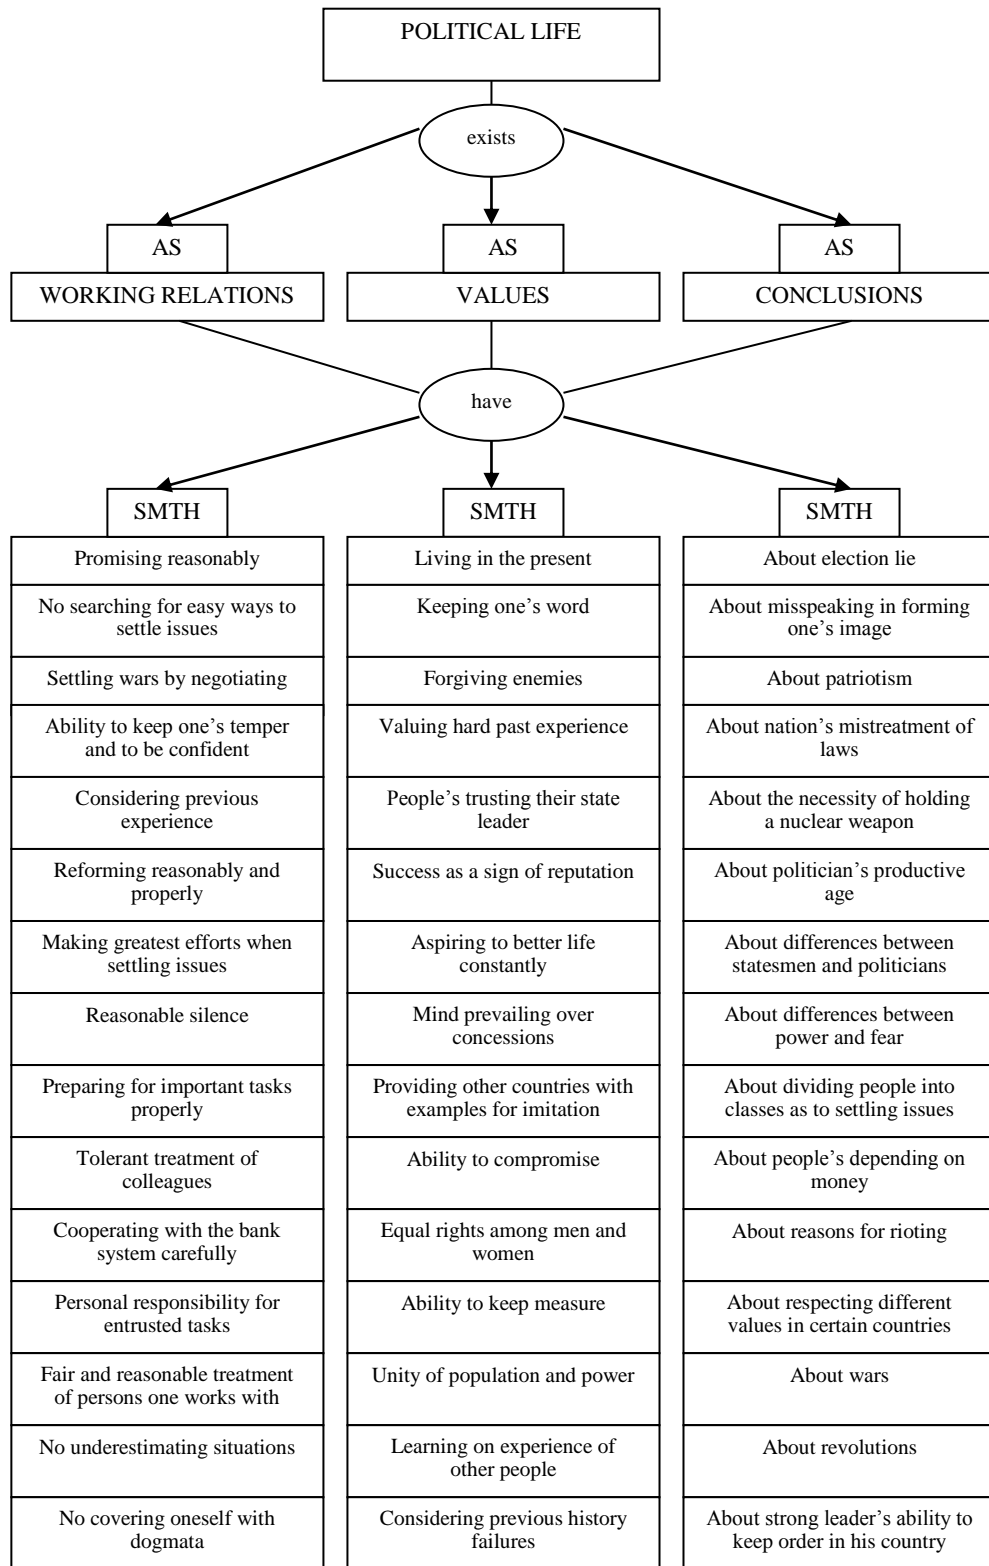 POLITICAL LIFE
exists
AS
AS
AS
WORKING RELATIONS
VALUES
CONCLUSIONS
have
SMTH
SMTH
SMTH
Promising reasonably
Living in the present
About election lie
No searching for easy ways to
settle issues
Keeping one’s word
About misspeaking in forming
one’s image
Settling wars by negotiating
Forgiving enemies
About patriotism
Ability to keep one’s temper
and to be confident
Valuing hard past experience
About nation’s mistreatment of
laws
Considering previous
experience
People’s trusting their state
leader
About the necessity of holding
a nuclear weapon
Reforming reasonably and
properly
Success as a sign of reputation
About politician’s productive
age
Making greatest efforts when
settling issues
Aspiring to better life
constantly
About differences between
statesmen and politicians
Reasonable silence
Mind prevailing over
concessions
About differences between
power and fear
Preparing for important tasks
properly
Providing other countries with
examples for imitation
About dividing people into
classes as to settling issues
Tolerant treatment of
colleagues
Ability to compromise
About people’s depending on
money
Cooperating with the bank
system carefully
Equal rights among men and
women
About reasons for rioting
Personal responsibility for
entrusted tasks
Ability to keep measure
About respecting different
values in certain countries
Fair and reasonable treatment
of persons one works with
Unity of population and power
About wars
No underestimating situations
Learning on experience of
other people
About revolutions
No covering oneself with
dogmata
Considering previous history
failures
About strong leader’s ability to
keep order in his country